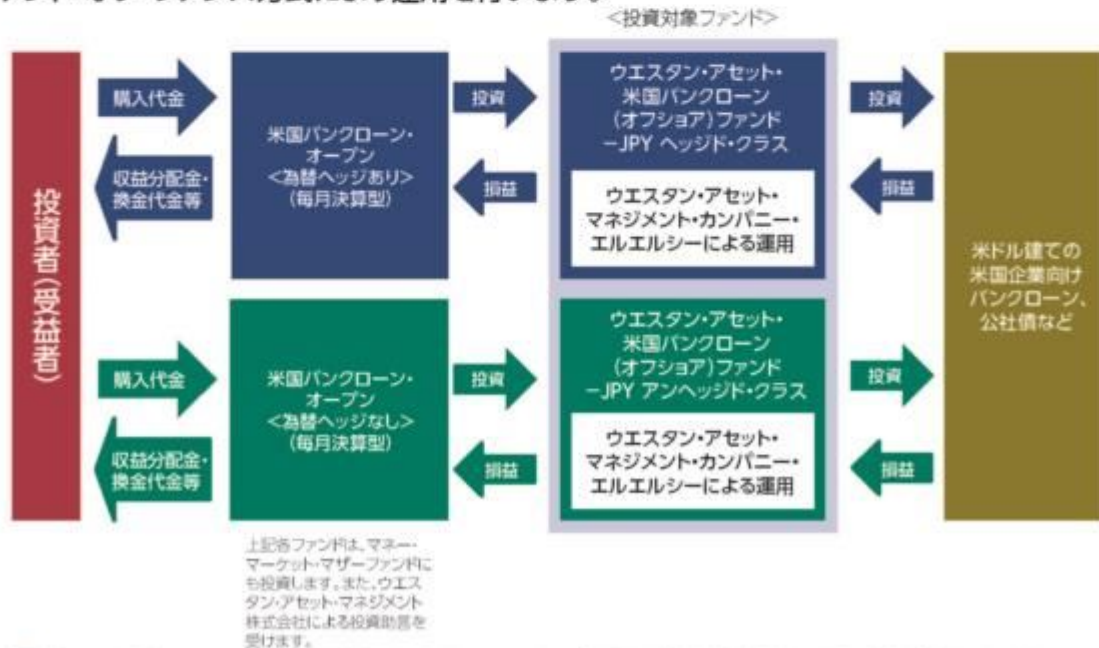 <投資対象ファンド>
投資者(受益者)
購入代金
収益分配金・
換金代金等
米国バンクローン・
オープン
<為替ヘッジあり>
(毎月決算型)
投資
損益
ウエスタン・アセット・
米国バンクローン
(オフショア)ファンド
－JPY ヘッジド・クラス
ウエスタン・アセット・
マネジメント・カンパニー・
エルエルシーによる運用
投資
損益
購入代金
収益分配金・
換金代金等
米国バンクローン・
オープン
<為替ヘッジなし>
(毎月決算型)
投資
損益
ウエスタン・アセット・
米国バンクローン
(オフショア)ファンド
－JPY アンヘッジド・クラス
ウエスタン・アセット・
マネジメント・カンパニー・
エルエルシーによる運用
投資
損益
米ドル建ての
米国企業向け
バンクローン、
公社債など
上記各ファンドは、マネー・
マーケット・マザーファンドに
も投資します。また、ウエス
タン・アセット・マネジメント
株式会社による投資助言を
受けます。